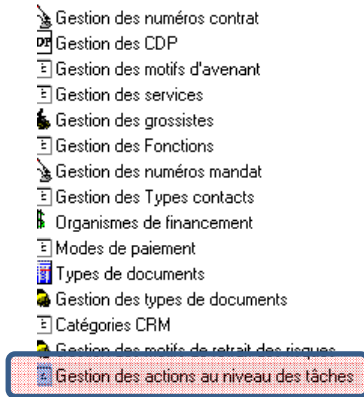 Gestion des numéros contrat
Gestion des CDP
Gestion des motifs d'avenant
Gestion des services
Gestion des grossistes
Gestion des Fonctions
Gestion des numéros mandat
Gestion des Types contacts
Organismes de financement
Modes de paiement
Types de documents
Gestion des types de documents
Catégories CRM
Gestion des motifs de retrait des risques
Gestion des actions au niveau des tâches